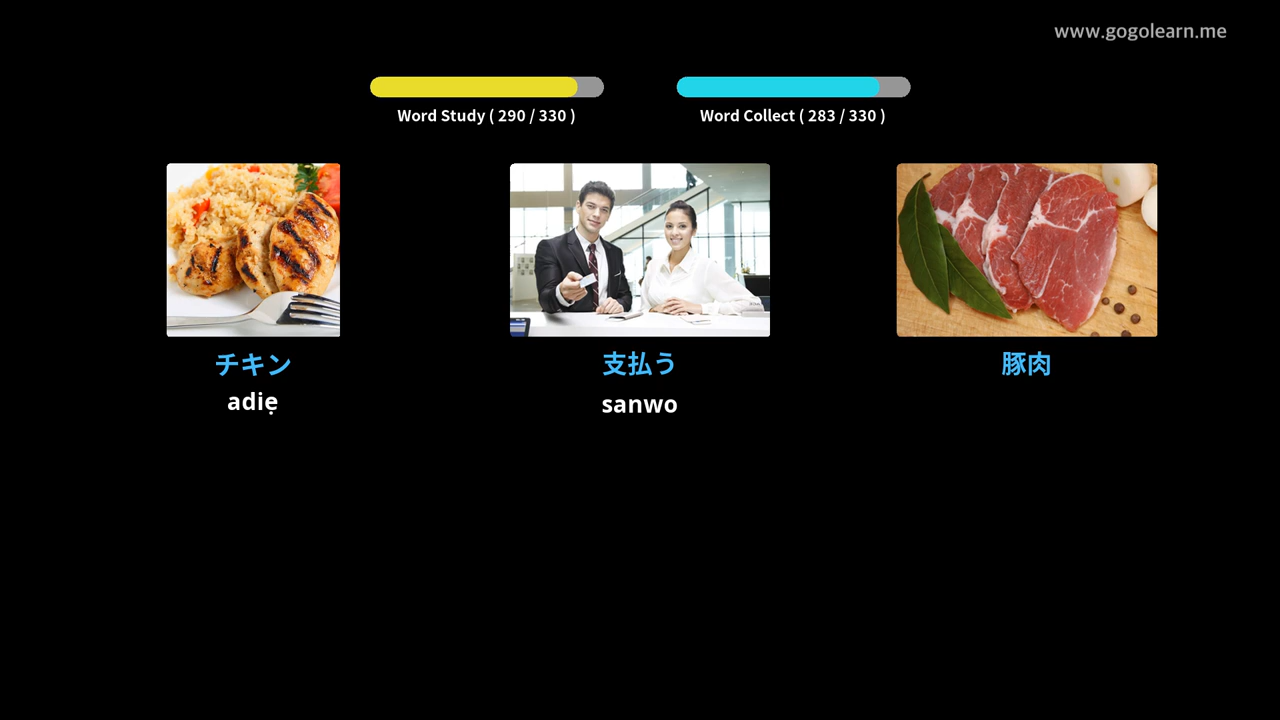 www.gogolearn.me
Word Study ( 290 / 330 )
Word Collect ( 283 / 330 )
チキン
adiẹ
支払う
sanwo
豚肉